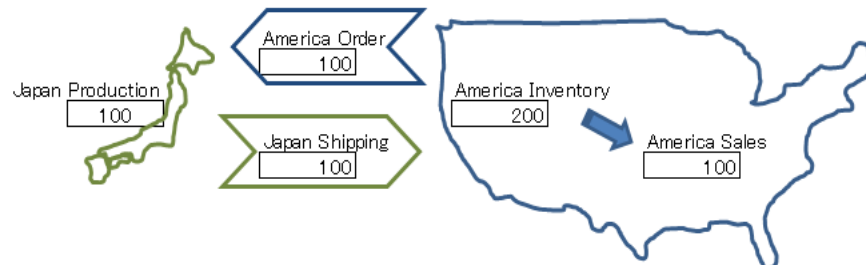 America Order
100
Japan Production
100
America Inventory
200
Japan Shipping
100
America Sales
100